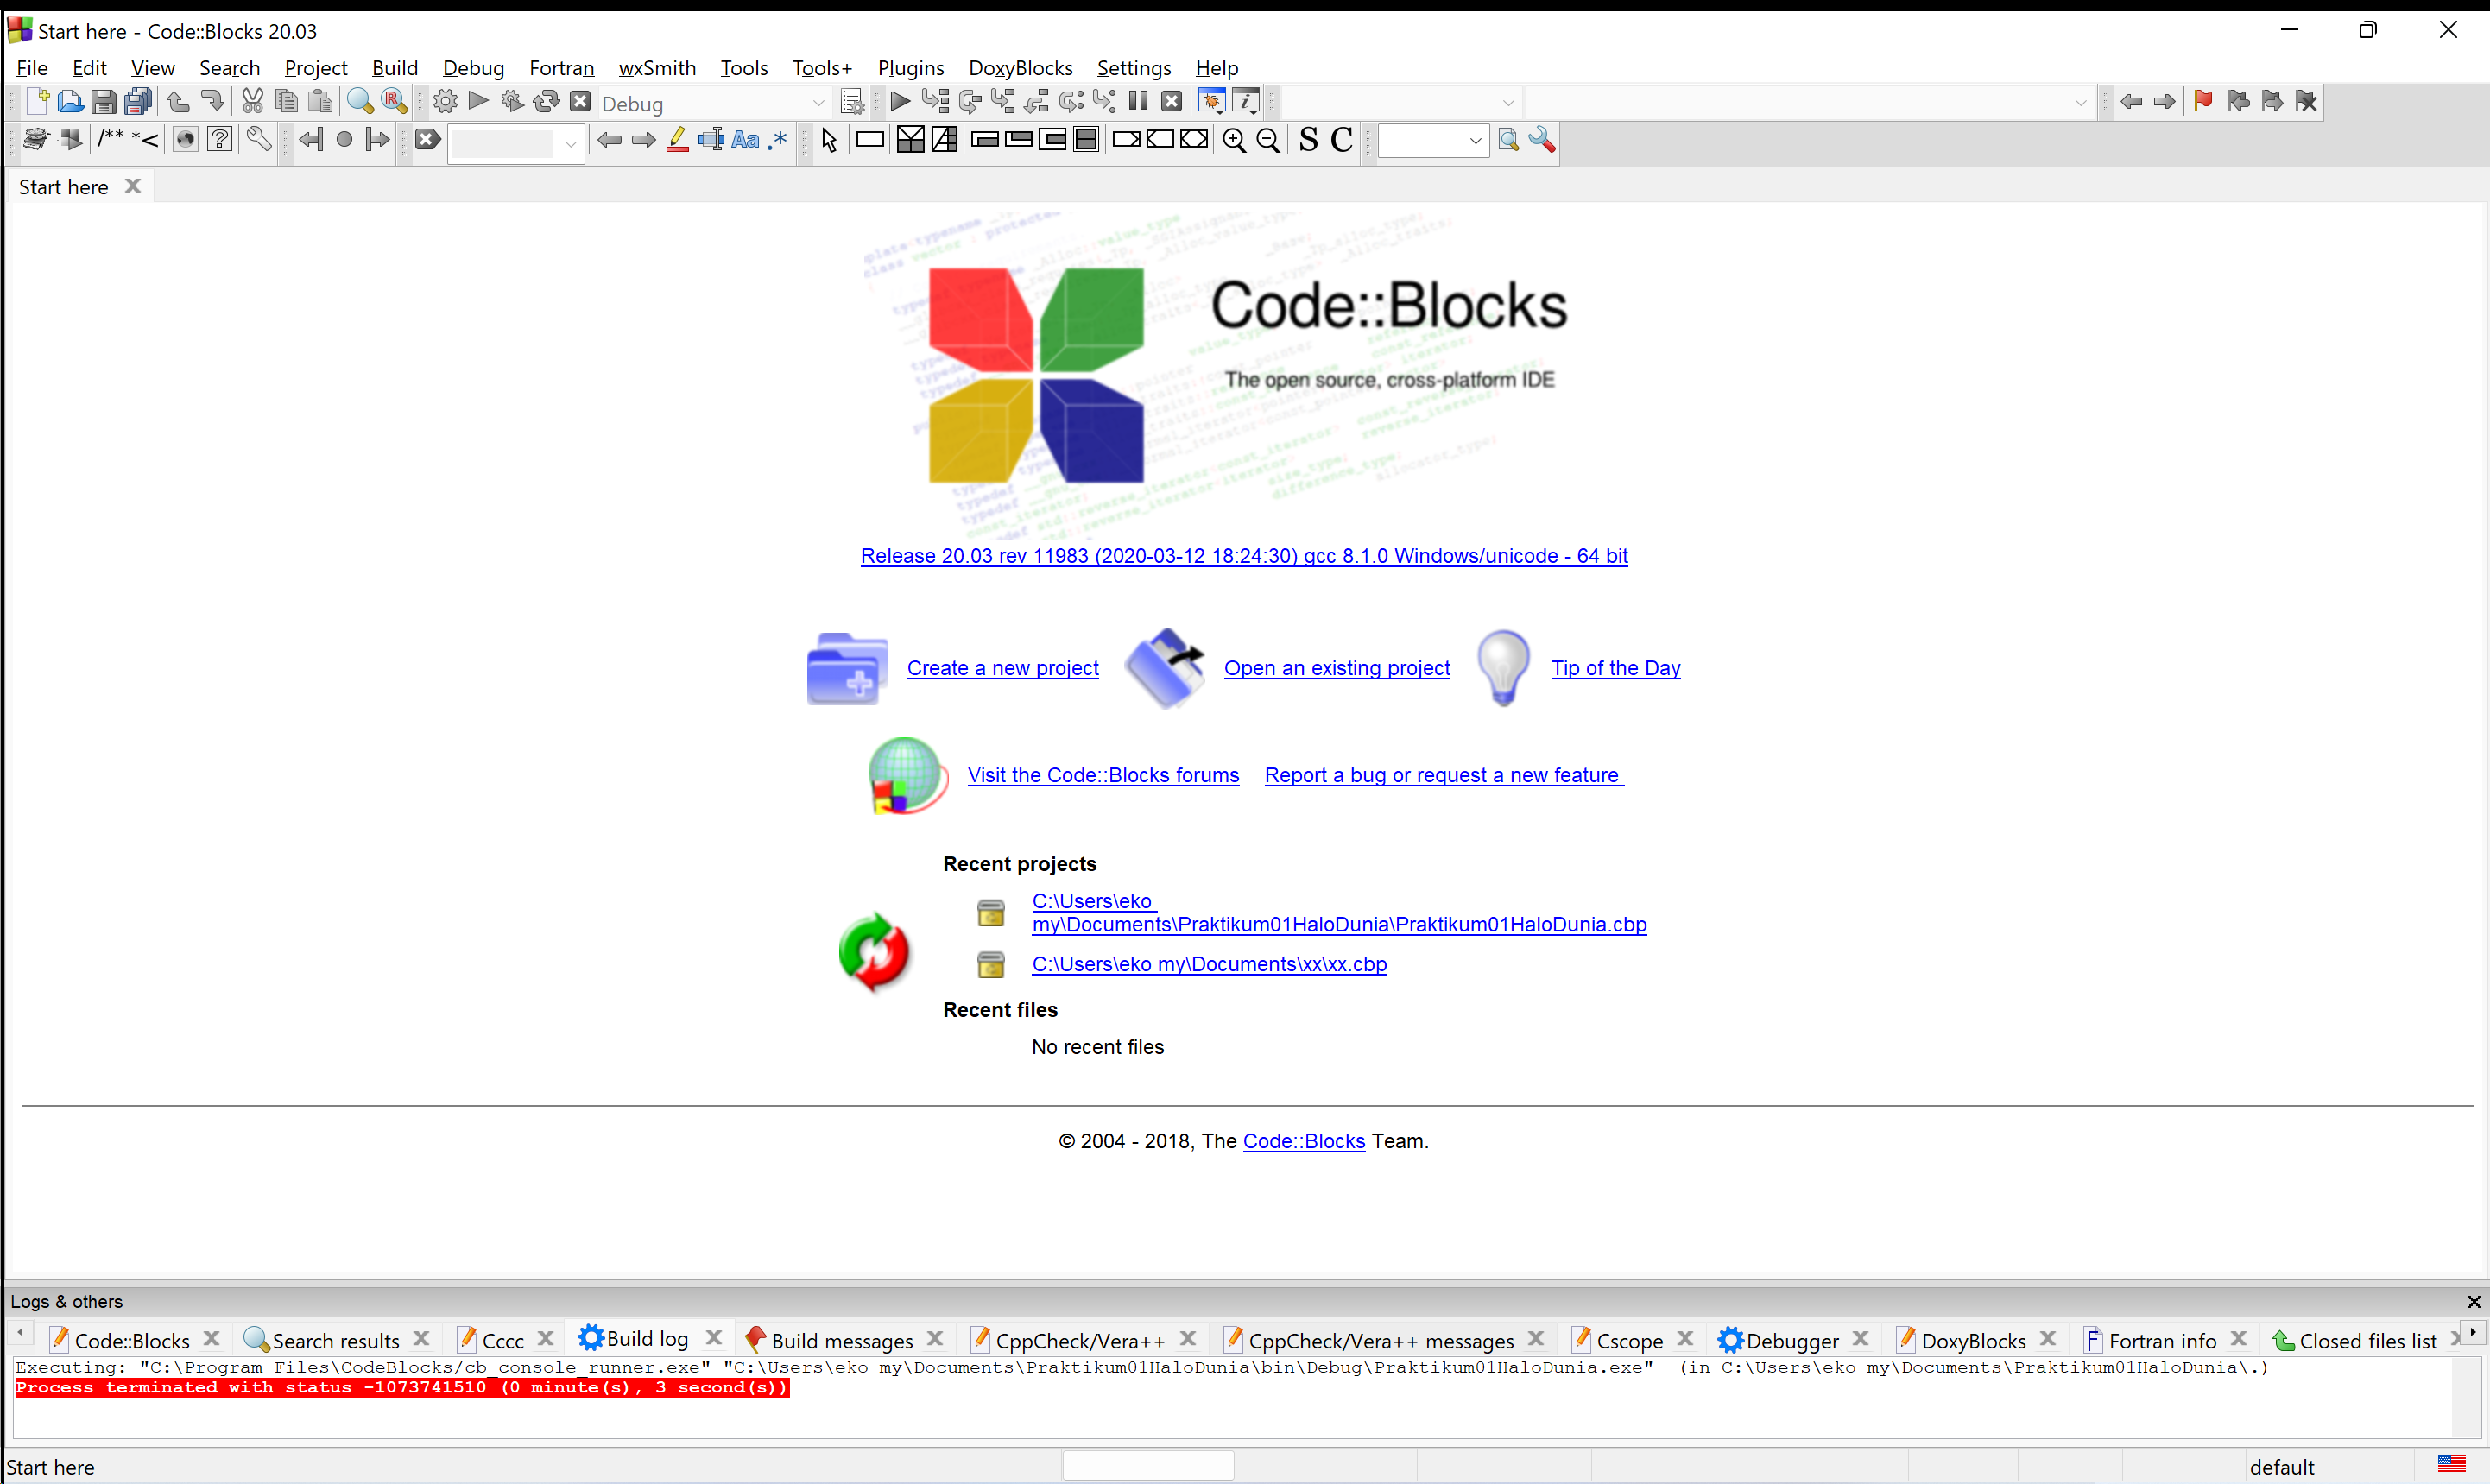 Start here - Code::Blocks 20.03
File Edit View Search Project Build Debug Fortran wxSmith Tools Tools+ Plugins DoxyBlocks Settings Help
Debug
/** *<
Aa .*
S C
Start here
Code::Blocks
The open source, cross-platform IDE
Release 20.03 rev 11983 (2020-03-12 18:24:30) gcc 8.1.0 Windows/unicode - 64 bit
Create a new project Open an existing project Tip of the Day
Visit the Code::Blocks forums Report a bug or request a new feature
Recent projects
C:\Users\eko
my\Documents\Praktikum01HaloDunia\Praktikum01HaloDunia.cbp
C:\Users\eko my\Documents\xx\xx.cbp
Recent files
No recent files
© 2004 - 2018, The Code::Blocks Team.
Logs & others
Code::Blocks Search results Cccc Build log Build messages CppCheck/Vera++ CppCheck/Vera++ messages Cscope Debugger DoxyBlocks Fortran info Closed files list
Executing: "C:\Program Files\CodeBlocks/cb_console_runner.exe" "C:\Users\eko my\Documents\Praktikum01HaloDunia\bin\Debug\Praktikum01HaloDunia.exe" (in C:\Users\eko my\Documents\Praktikum01HaloDunia\.)
Process terminated with status -1073741510 (0 minute(s), 3 second(s))
Start here default